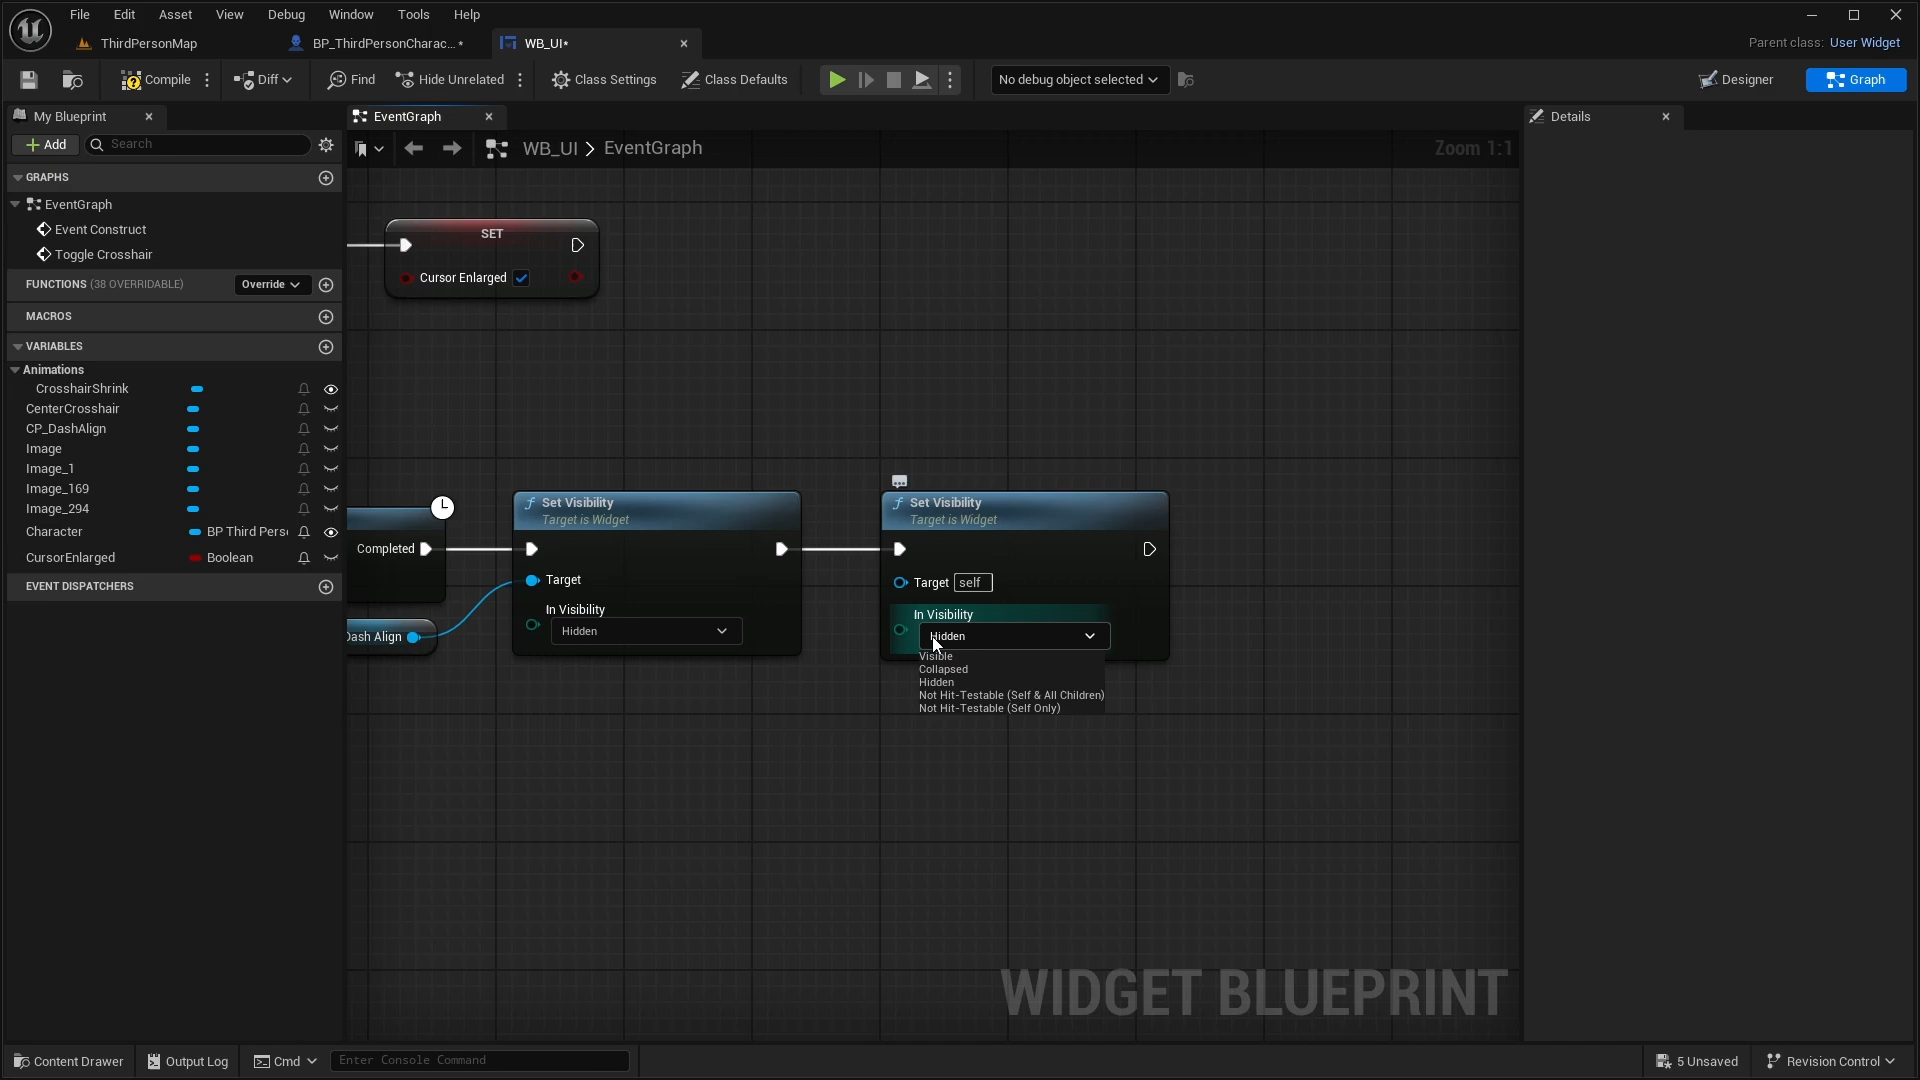 File Edit Asset View Debug Window Tools Help
ThirdPersonMap
BP_ThirdPersonCharac...*
WB_UI*
Parent class: User Widget
Compile
Diff
Find
Hide Unrelated
Class Settings
Class Defaults
No debug object selected
Designer
Graph
My Blueprint
EventGraph
Details
Add
Search
WB_UI > EventGraph
Zoom 1:1
GRAPHS
EventGraph
Event Construct
Toggle Crosshair
FUNCTIONS (38 OVERRIDABLE)
Override
MACROS
VARIABLES
Animations
CrosshairShrink
CenterCrosshair
CP_DashAlign
Image
Image_1
Image_169
Image_294
Character BP Third Pers
CursorEnlarged Boolean
EVENT DISPATCHERS
SET
Cursor Enlarged
Completed
Dash Align
Set Visibility
Target is Widget
Target
In Visibility
Hidden
Set Visibility
Target is Widget
Target self
In Visibility
Hidden
Visible
Collapsed
Hidden
Not Hit-Testable (Self & All Children)
Not Hit-Testable (Self Only)
WIDGET BLUEPRINT
Content Drawer
Output Log
Cmd
Enter Console Command
5 Unsaved
Revision Control